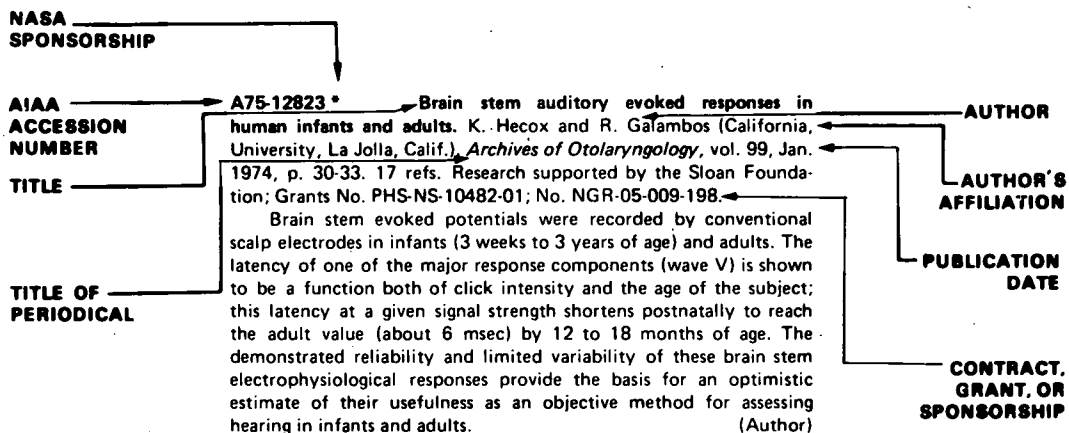 NASA
SPONSORSHIP
AIAA
ACCESSION
NUMBER
TITLE
TITLE OF
PERIODICAL
A75-12823 * Brain stem auditory evoked responses in
human infants and adults. K. Hecox and R. Galambos (California,
University, La Jolla, Calif.). Archives of Otolaryngology, vol. 99, Jan.
1974, p. 30-33. 17 refs. Research supported by the Sloan Founda-
tion; Grants No. PHS-NS-10482-01; No. NGR-05-009-198.
Brain stem evoked potentials were recorded by conventional
scalp electrodes in infants (3 weeks to 3 years of age) and adults. The
latency of one of the major response components (wave V) is shown
to be a function both of click intensity and the age of the subject;
this latency at a given signal strength shortens postnatally to reach
the adult value (about 6 msec) by 12 to 18 months of age. The
demonstrated reliability and limited variability of these brain stem
electrophysiological responses provide the basis for an optimistic
estimate of their usefulness as an objective method for assessing
hearing in infants and adults. (Author)
AUTHOR
AUTHOR'S
AFFILIATION
PUBLICATION
DATE
CONTRACT,
GRANT, OR
SPONSORSHIP